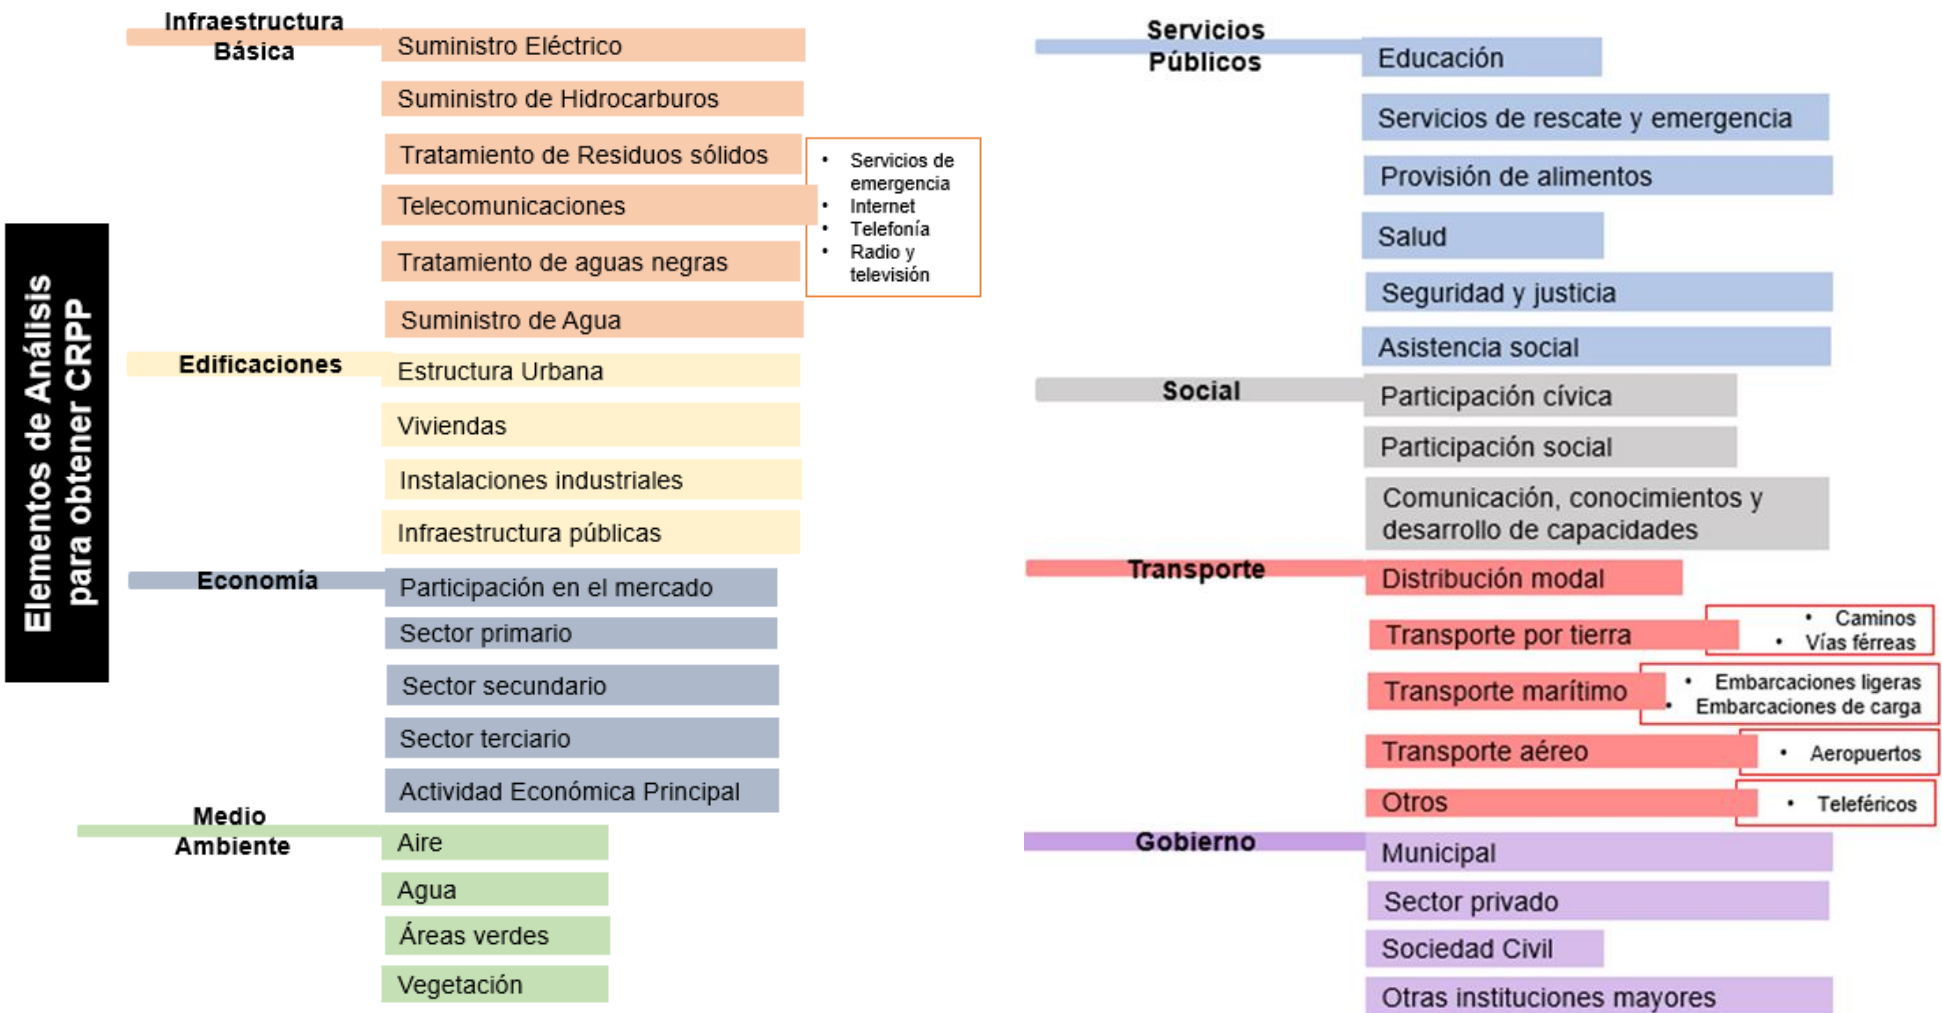 Elementos de Análisis
para obtener CRPP
Infraestructura
Básica
Suministro Eléctrico
Suministro de Hidrocarburos
Tratamiento de Residuos sólidos
Telecomunicaciones
• Servicios de
emergencia
• Internet
• Telefonía
• Radio y
televisión
Tratamiento de aguas negras
Suministro de Agua
Edificaciones
Estructura Urbana
Viviendas
Instalaciones industriales
Infraestructura públicas
Economía
Participación en el mercado
Sector primario
Sector secundario
Sector terciario
Actividad Económica Principal
Medio
Ambiente
Aire
Agua
Áreas verdes
Vegetación
Servicios
Públicos
Educación
Servicios de rescate y emergencia
Provisión de alimentos
Salud
Seguridad y justicia
Asistencia social
Social
Participación cívica
Participación social
Comunicación, conocimientos y
desarrollo de capacidades
Transporte
Distribución modal
Transporte por tierra
• Caminos
• Vías férreas
Transporte marítimo
• Embarcaciones ligeras
• Embarcaciones de carga
Transporte aéreo
• Aeropuertos
Otros
• Teleféricos
Gobierno
Municipal
Sector privado
Sociedad Civil
Otras instituciones mayores